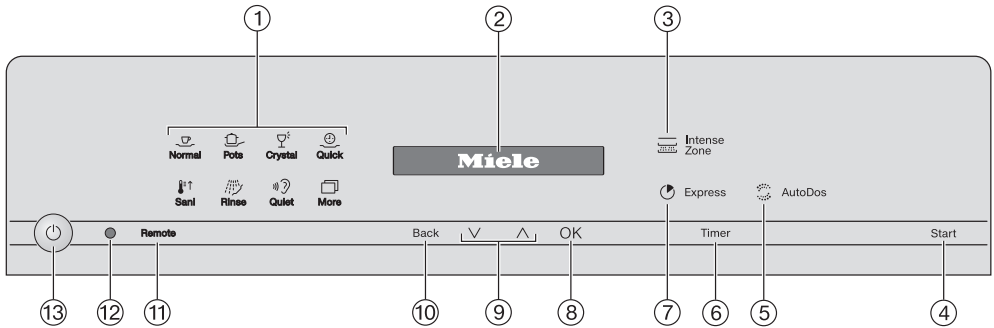 1 2 3
Normal Pots Crystal Quick
Miele
Intense
Zone
Sani Rinse Quiet More
Express AutoDos
Remote Back OK Timer Start
13 12 11 10 9 8 7 6 5 4